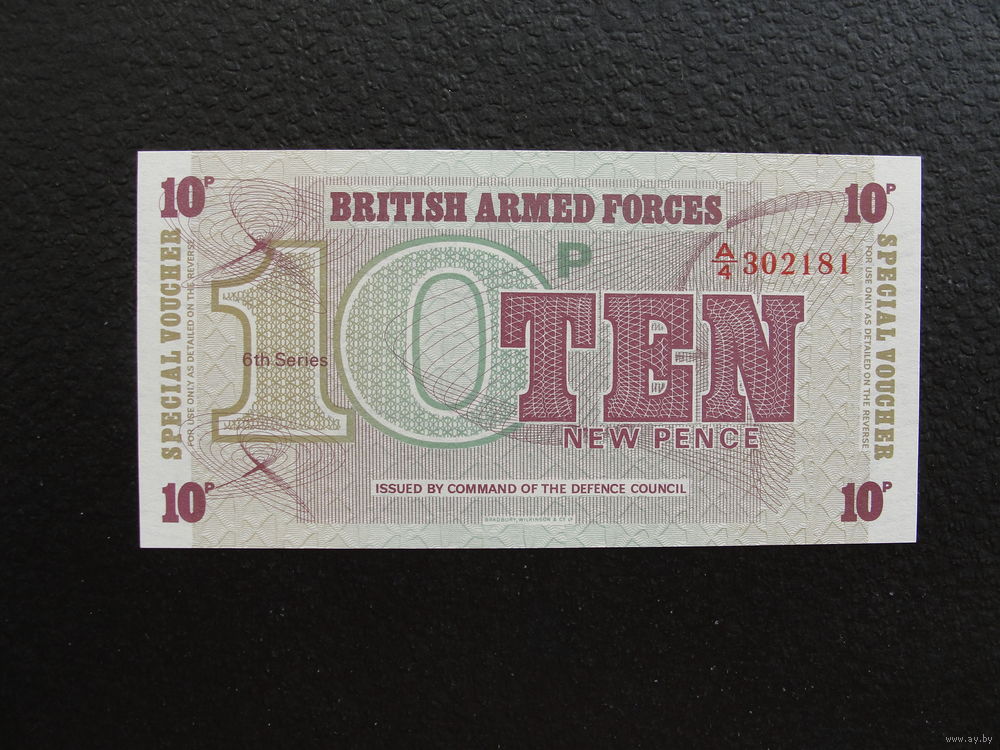 10P
BRITISH ARMED FORCES
10P
A/4 302181
SPECIAL VOUCHER
FOR USE ONLY AS DETAILED ON THE REVERSE
10P
6th Series
TEN
NEW PENCE
SPECIAL VOUCHER
FOR USE ONLY AS DETAILED ON THE REVERSE
ISSUED BY COMMAND OF THE DEFENCE COUNCIL
10P
10P
BRADBURY, WILKINSON & Co Ld
www.ay.by